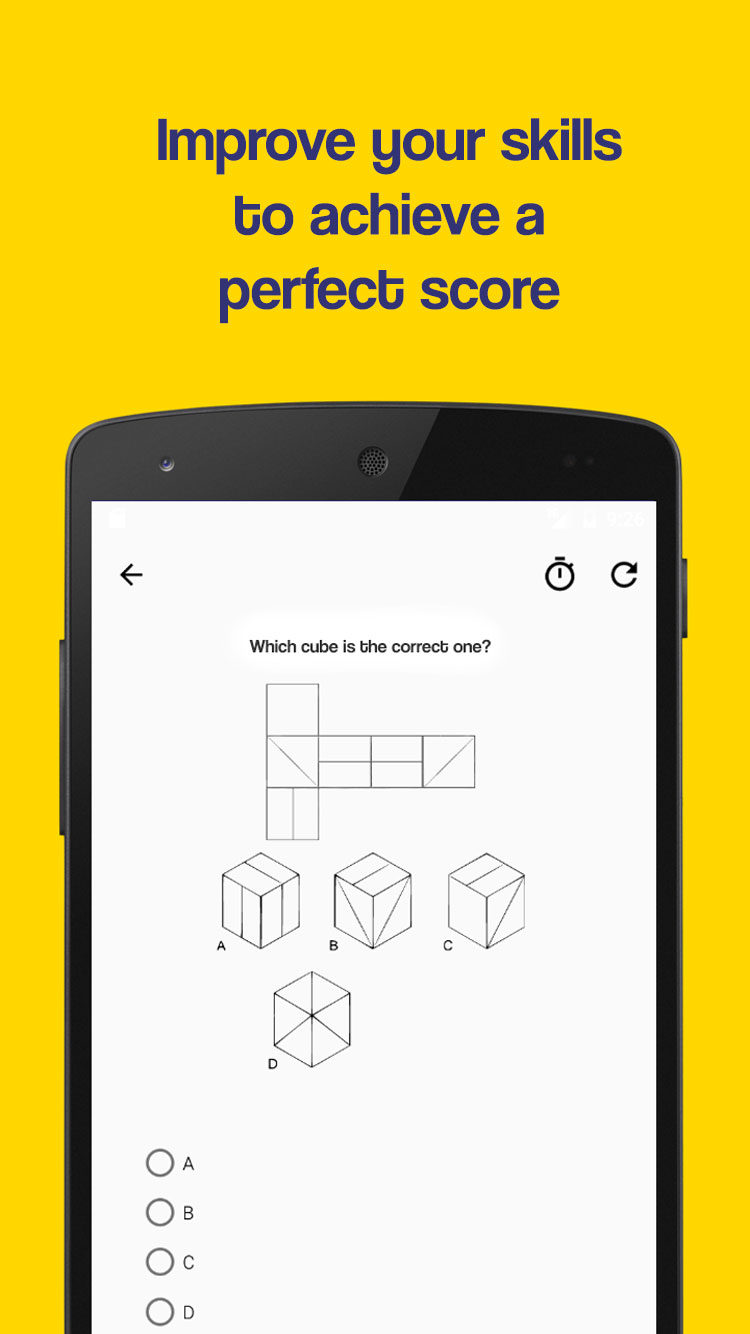 Improve your skills
to achieve a
perfect score
9:26
Which cube is the correct one?
A
B
C
D
A
B
C
D